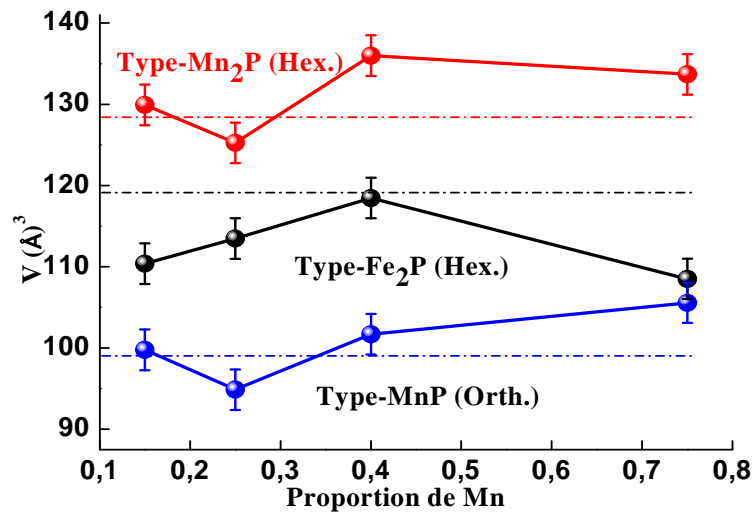 140
130
120
110
100
90
V (Å)³
Type-Mn₂P (Hex.)
Type-Fe₂P (Hex.)
Type-MnP (Orth.)
0,1 0,2 0,3 0,4 0,5 0,6 0,7 0,8
Proportion de Mn